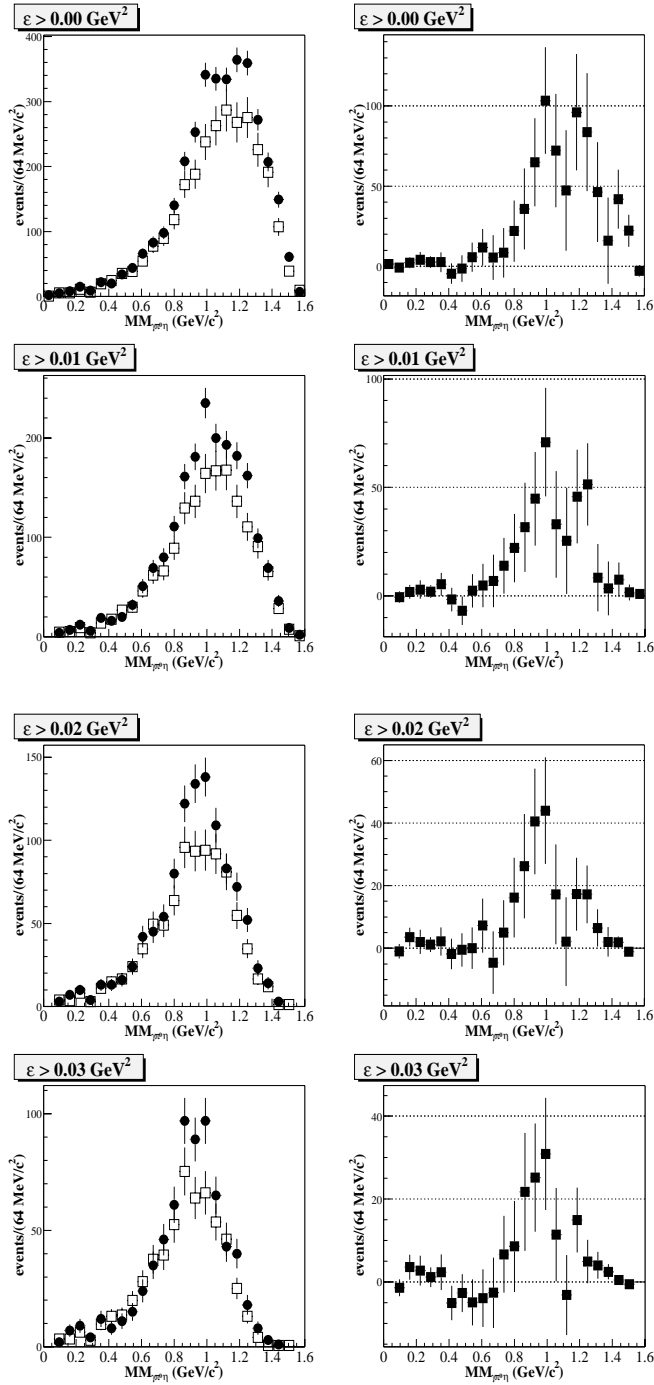 ε > 0.00 GeV²
ε > 0.00 GeV²
events/(64 MeV/c²)
400
300
200
100
0
0 0.2 0.4 0.6 0.8 1 1.2 1.4 1.6
MM_pπ⁰η (GeV/c²)
events/(64 MeV/c²)
100
50
0
0 0.2 0.4 0.6 0.8 1 1.2 1.4 1.6
MM_pπ⁰η (GeV/c²)
ε > 0.01 GeV²
ε > 0.01 GeV²
events/(64 MeV/c²)
200
100
0
0 0.2 0.4 0.6 0.8 1 1.2 1.4 1.6
MM_pπ⁰η (GeV/c²)
events/(64 MeV/c²)
100
50
0
0 0.2 0.4 0.6 0.8 1 1.2 1.4 1.6
MM_pπ⁰η (GeV/c²)
ε > 0.02 GeV²
ε > 0.02 GeV²
events/(64 MeV/c²)
150
100
50
0
0 0.2 0.4 0.6 0.8 1 1.2 1.4 1.6
MM_pπ⁰η (GeV/c²)
events/(64 MeV/c²)
60
40
20
0
0 0.2 0.4 0.6 0.8 1 1.2 1.4 1.6
MM_pπ⁰η (GeV/c²)
ε > 0.03 GeV²
ε > 0.03 GeV²
events/(64 MeV/c²)
100
50
0
0 0.2 0.4 0.6 0.8 1 1.2 1.4 1.6
MM_pπ⁰η (GeV/c²)
events/(64 MeV/c²)
40
20
0
0 0.2 0.4 0.6 0.8 1 1.2 1.4 1.6
MM_pπ⁰η (GeV/c²)